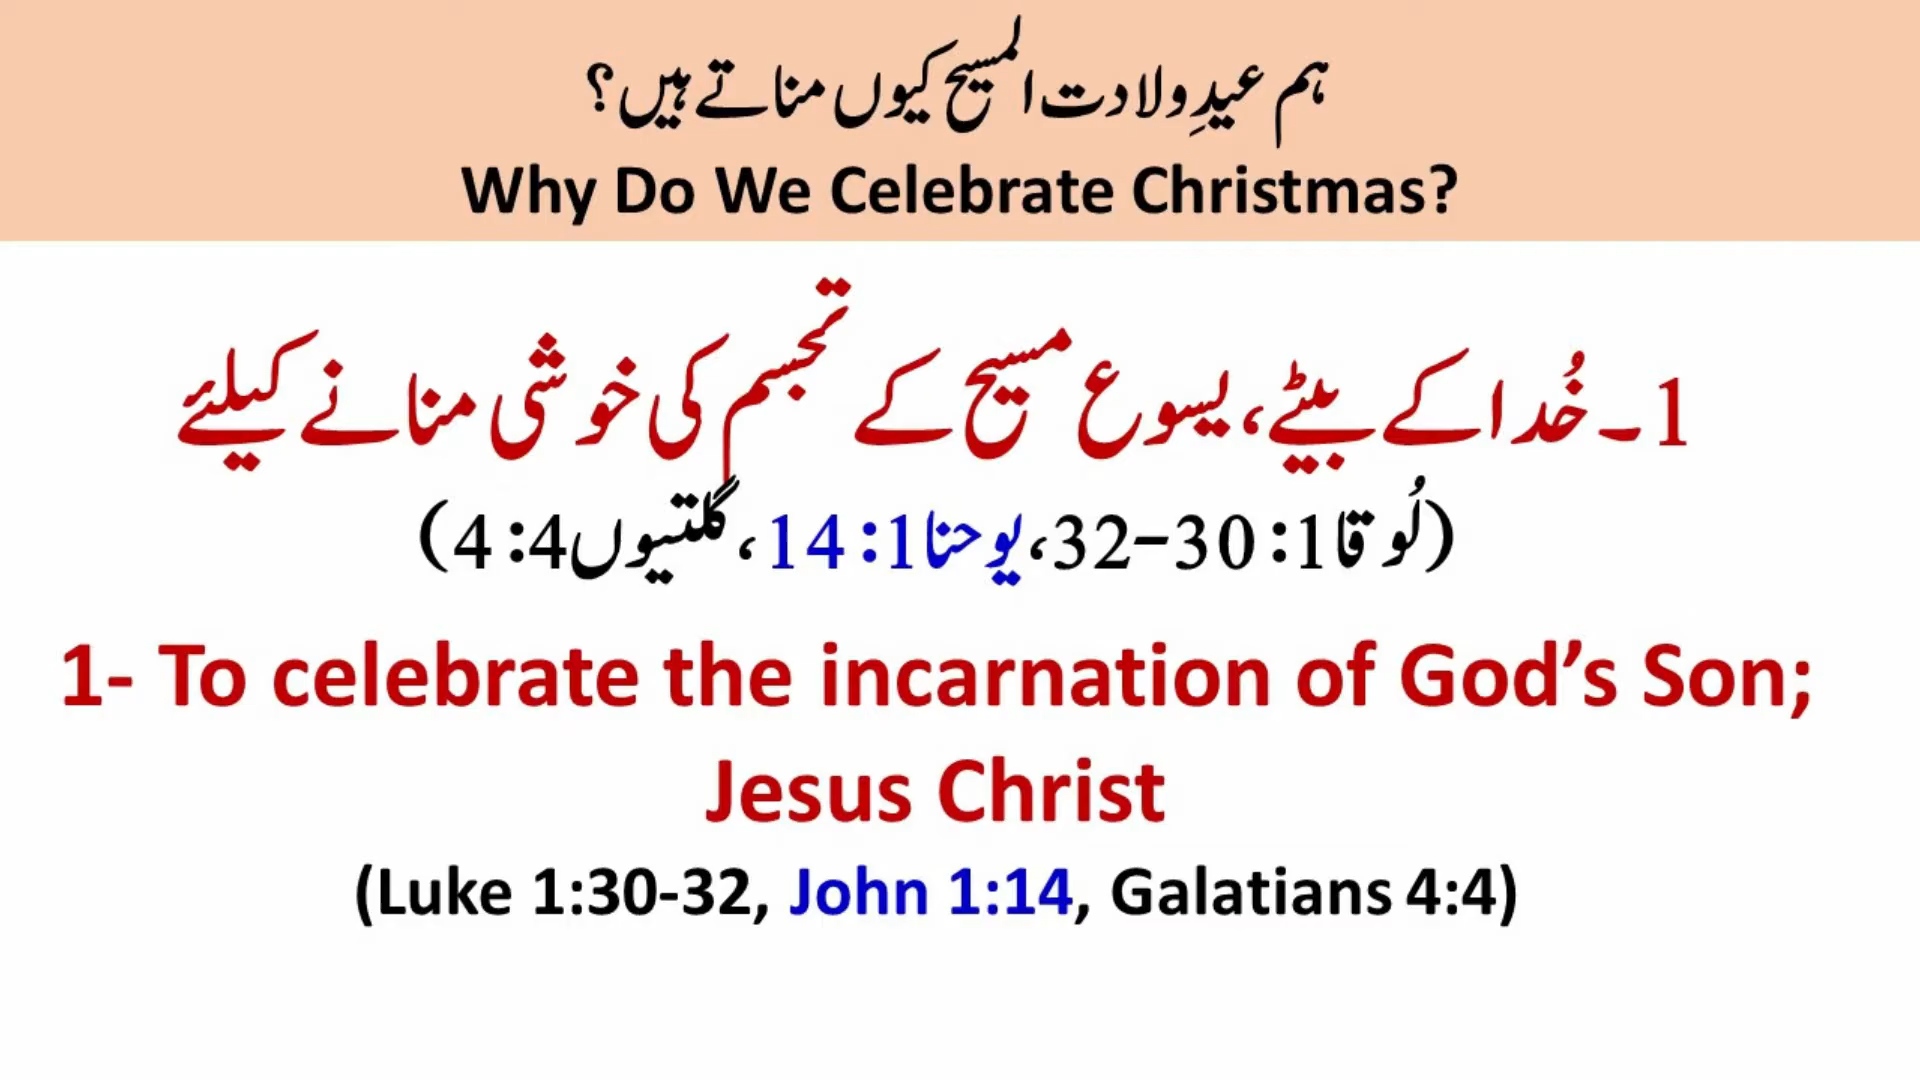 ہم عیدِ ولادت المسیح کیوں مناتے ہیں؟
Why Do We Celebrate Christmas?
1۔ خُدا کے بیٹے، یسوع مسیح کے تجسم کی خوشی منانے کیلئے
(لُوقا 1: 30-32، یوحنا 1: 14، گلتیوں 4: 4)
1- To celebrate the incarnation of God’s Son;
Jesus Christ
(Luke 1:30-32, John 1:14, Galatians 4:4)